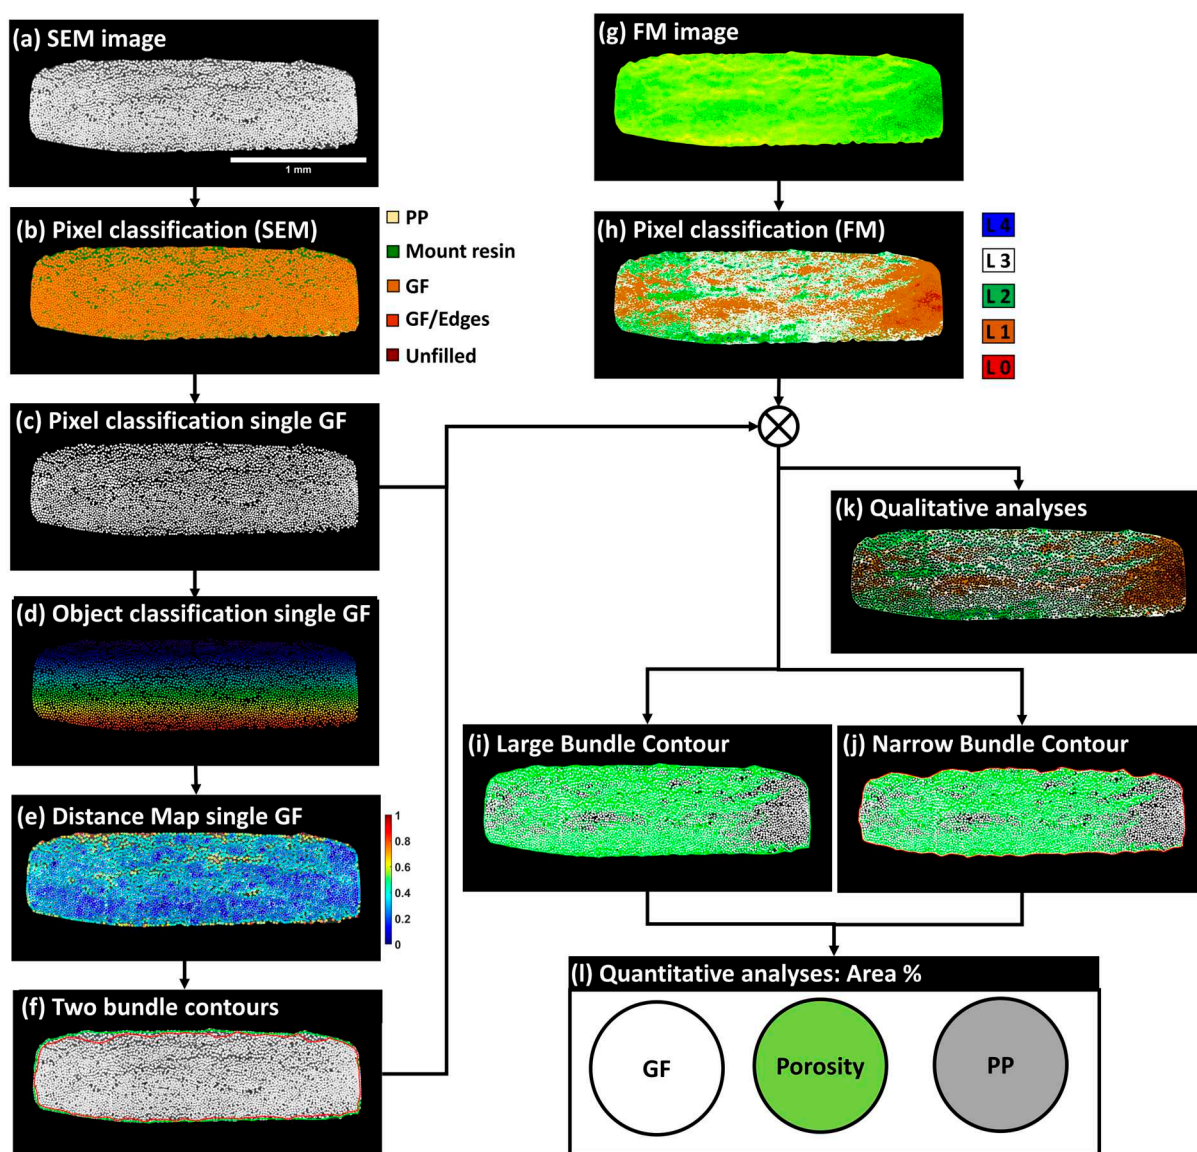 (a) SEM image
1 mm
(b) Pixel classification (SEM)
PP
Mount resin
GF
GF/Edges
Unfilled
(c) Pixel classification single GF
(d) Object classification single GF
(e) Distance Map single GF
1
0.8
0.6
0.4
0.2
0
(f) Two bundle contours
(g) FM image
(h) Pixel classification (FM)
L 4
L 3
L 2
L 1
L 0
(k) Qualitative analyses
(i) Large Bundle Contour
(j) Narrow Bundle Contour
(l) Quantitative analyses: Area %
GF
Porosity
PP